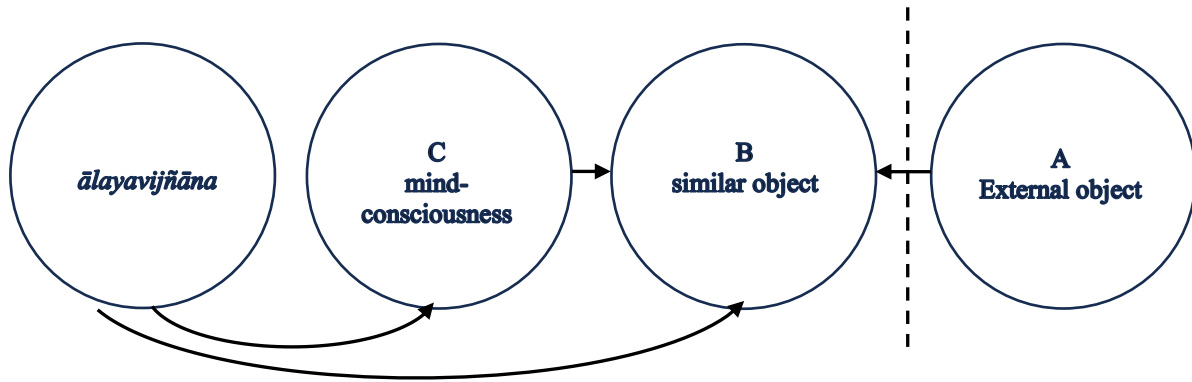 ālayavijñāna
C
mind-
consciousness
B
similar object
A
External object